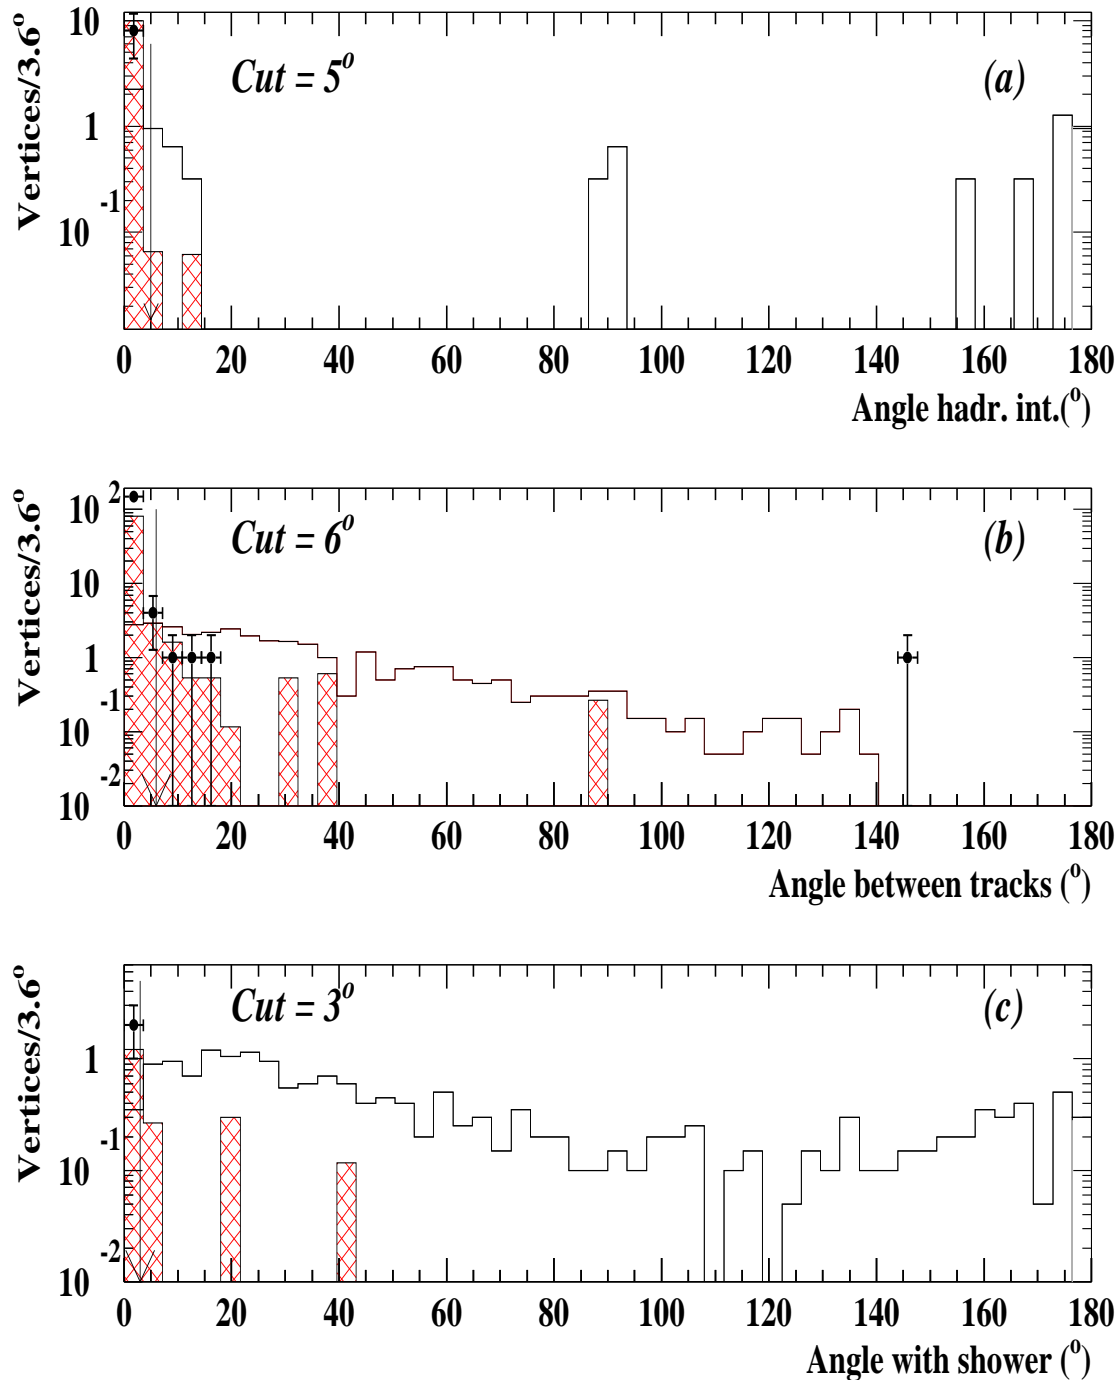 Vertices/3.6°
10
1
10 -1
Cut = 5°
(a)
0 20 40 60 80 100 120 140 160 180
Angle hadr. int.(°)
Vertices/3.6°
10 2
10
1
10 -1
10 -2
Cut = 6°
(b)
0 20 40 60 80 100 120 140 160 180
Angle between tracks (°)
Vertices/3.6°
1
10 -1
10 -2
Cut = 3°
(c)
0 20 40 60 80 100 120 140 160 180
Angle with shower (°)